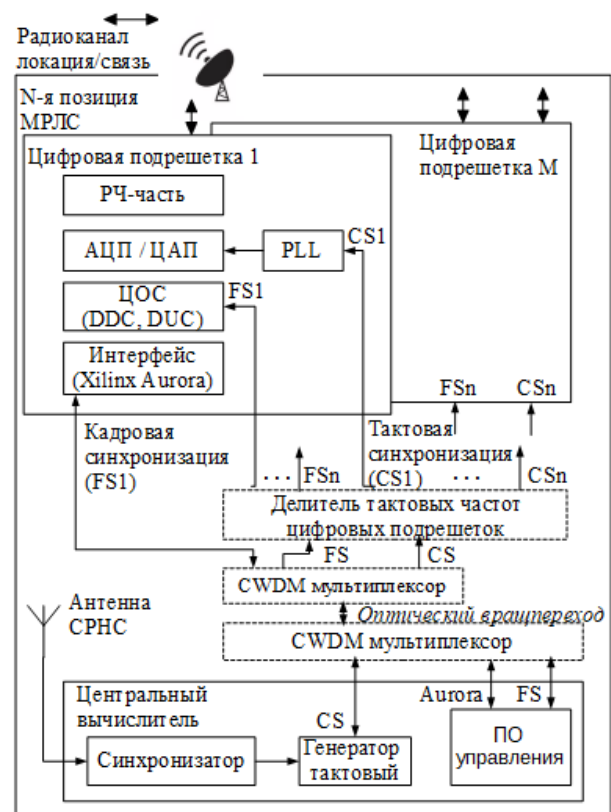 Радиоканал
локация/связь
N-я позиция
МРЛС
Цифровая подрешетка 1
Цифровая
подрешетка М
РЧ-часть
АЦП / ЦАП
PLL
CS1
ЦОС
(DDC, DUC)
FS1
Интерфейс
(Xilinx Aurora)
FSn
CSn
Кадровая
синхронизация
(FS1)
Тактовая
синхронизация
(CS1)
. . .
FSn
. . .
CSn
Делитель тактовых частот
цифровых подрешеток
FS
CS
CWDM мультиплексор
Оптический вращпереход
CWDM мультиплексор
Антенна
СРНС
Центральный
вычислитель
CS
Aurora
FS
Синхронизатор
Генератор
тактовый
ПО
управления